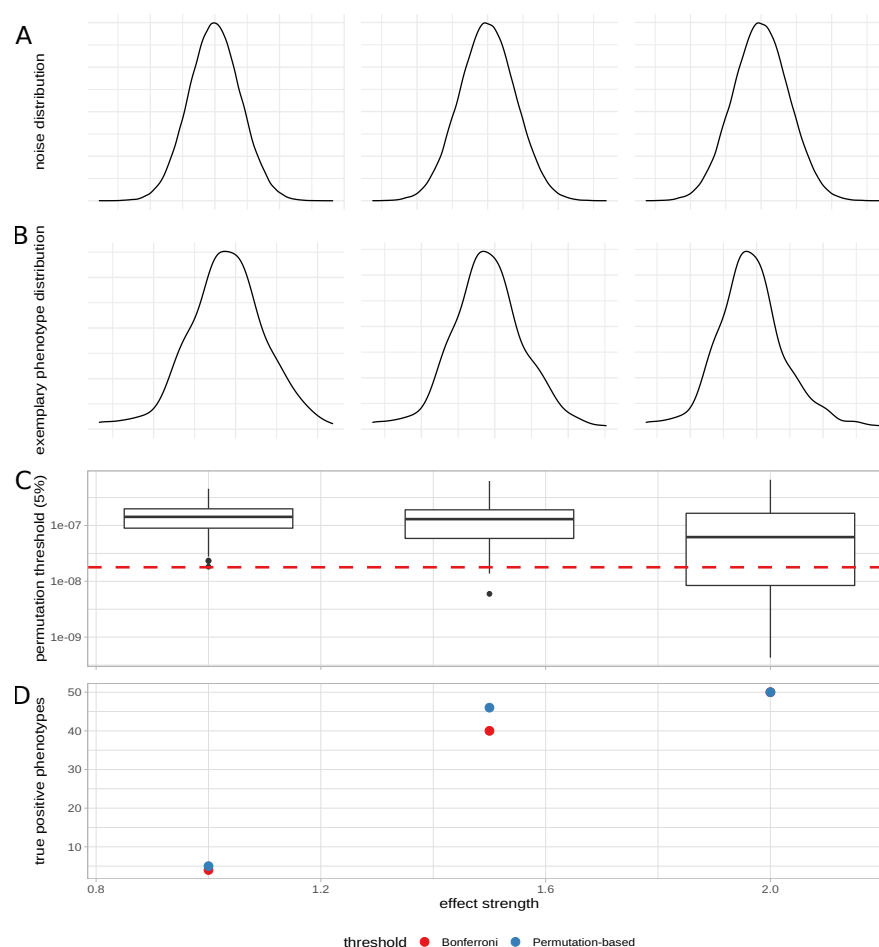 A
noise distribution
B
exemplary phenotype distribution
C
permutation threshold (5%)
1e-07
1e-08
1e-09
D
true positive phenotypes
50
40
30
20
10
0.8 1.2 1.6 2.0
effect strength
threshold Bonferroni Permutation-based